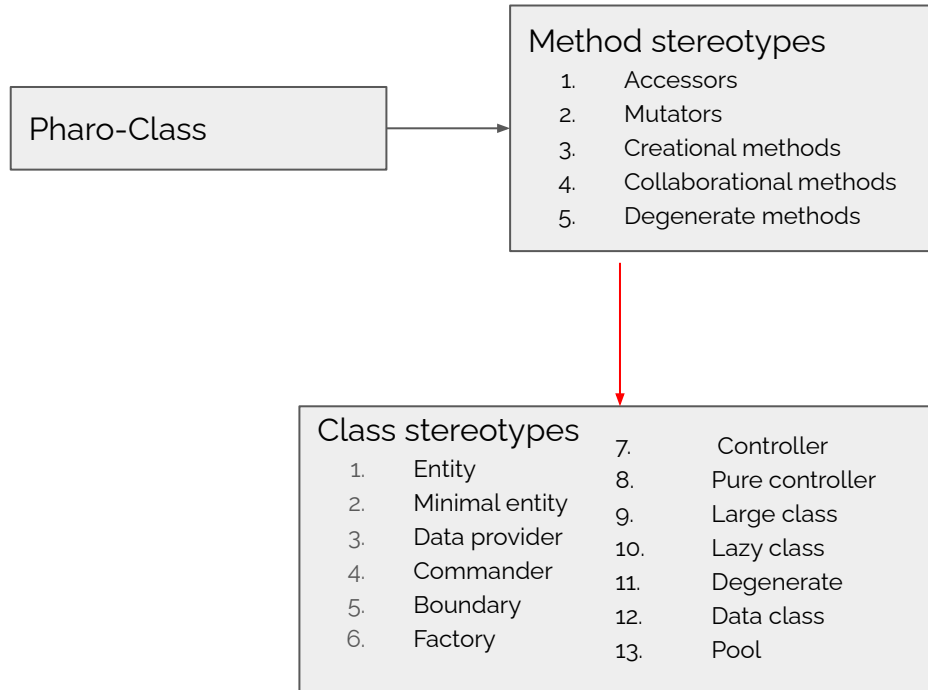 Method stereotypes
1. Accessors
2. Mutators
3. Creational methods
4. Collaborational methods
5. Degenerate methods
Pharo-Class
Class stereotypes
1. Entity
2. Minimal entity
3. Data provider
4. Commander
5. Boundary
6. Factory
7. Controller
8. Pure controller
9. Large class
10. Lazy class
11. Degenerate
12. Data class
13. Pool